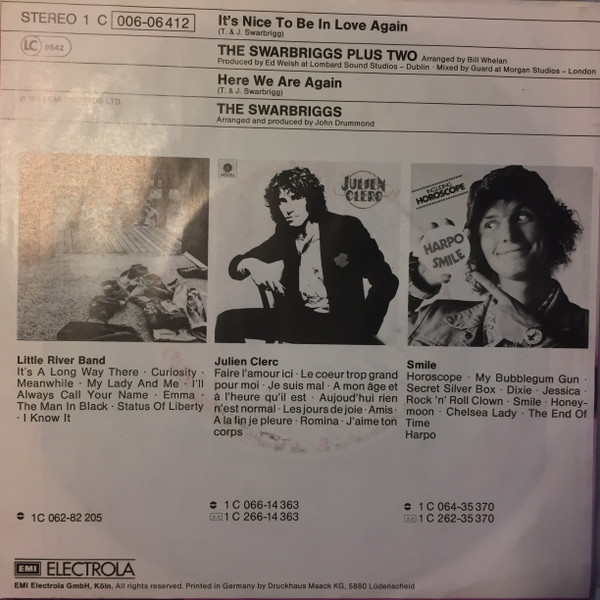 STEREO 1 C 006-06 412
It's Nice To Be In Love Again
(T. & J. Swarbrigg)
LC 0542
THE SWARBRIGGS PLUS TWO Arranged by Bill Whelan
Produced by Ed Welsh at Lombard Sound Studios – Dublin · Mixed by Guard at Morgan Studios – London
Here We Are Again
(T. & J. Swarbrigg)
LTD.
THE SWARBRIGGS
Arranged and produced by John Drummond
JULIEN
CLERC
INCLUDING
HOROSCOPE
HARPO
SMILE
Little River Band
It's A Long Way There · Curiosity ·
Meanwhile · My Lady And Me · I'll
Always Call Your Name · Emma ·
The Man In Black · Statue Of Liberty
· I Know It
1C 062-82 205
Julien Clerc
Faire l'amour ici · Le coeur trop grand
pour moi · Je suis mal · A mon âge et
à l'heure qu'il est · Aujoud'hui rien
n'est normal · Les jours de joie · Amis ·
A la fin je pleure · Romina · J'aime ton
corps
1 C 066-14 363
1 C 266-14 363
Smile
Horoscope · My Bubblegum Gun ·
Secret Silver Box · Dixie · Jessica ·
Rock 'n' Roll Clown · Smile · Honey-
moon · Chelsea Lady · The End Of
Time
Harpo
1 C 064-35 370
1 C 262-35 370
EMI ELECTROLA
EMI Electrola GmbH, Köln. All rights reserved. Printed in Germany by Druckhaus Maack KG, 5880 Lüdenscheid